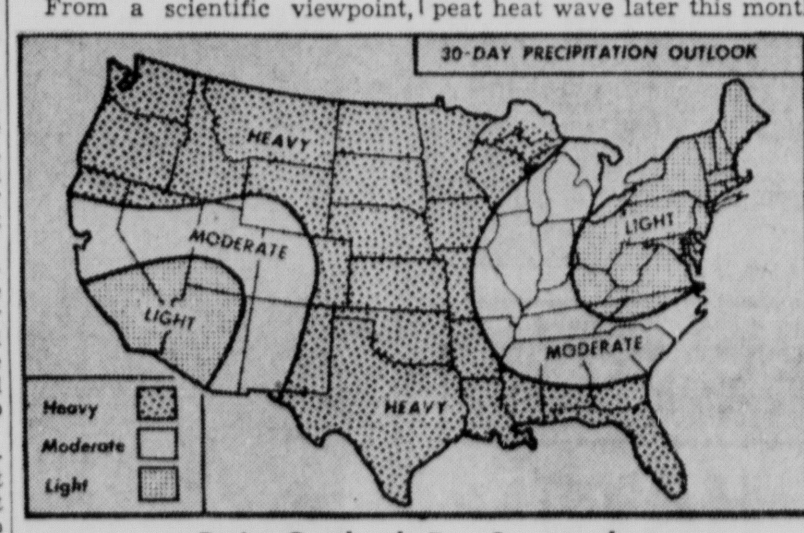 From a scientific viewpoint, peat heat wave later this mont
30-DAY PRECIPITATION OUTLOOK
HEAVY
MODERATE
LIGHT
LIGHT
MODERATE
HEAVY
Heavy
Moderate
Light